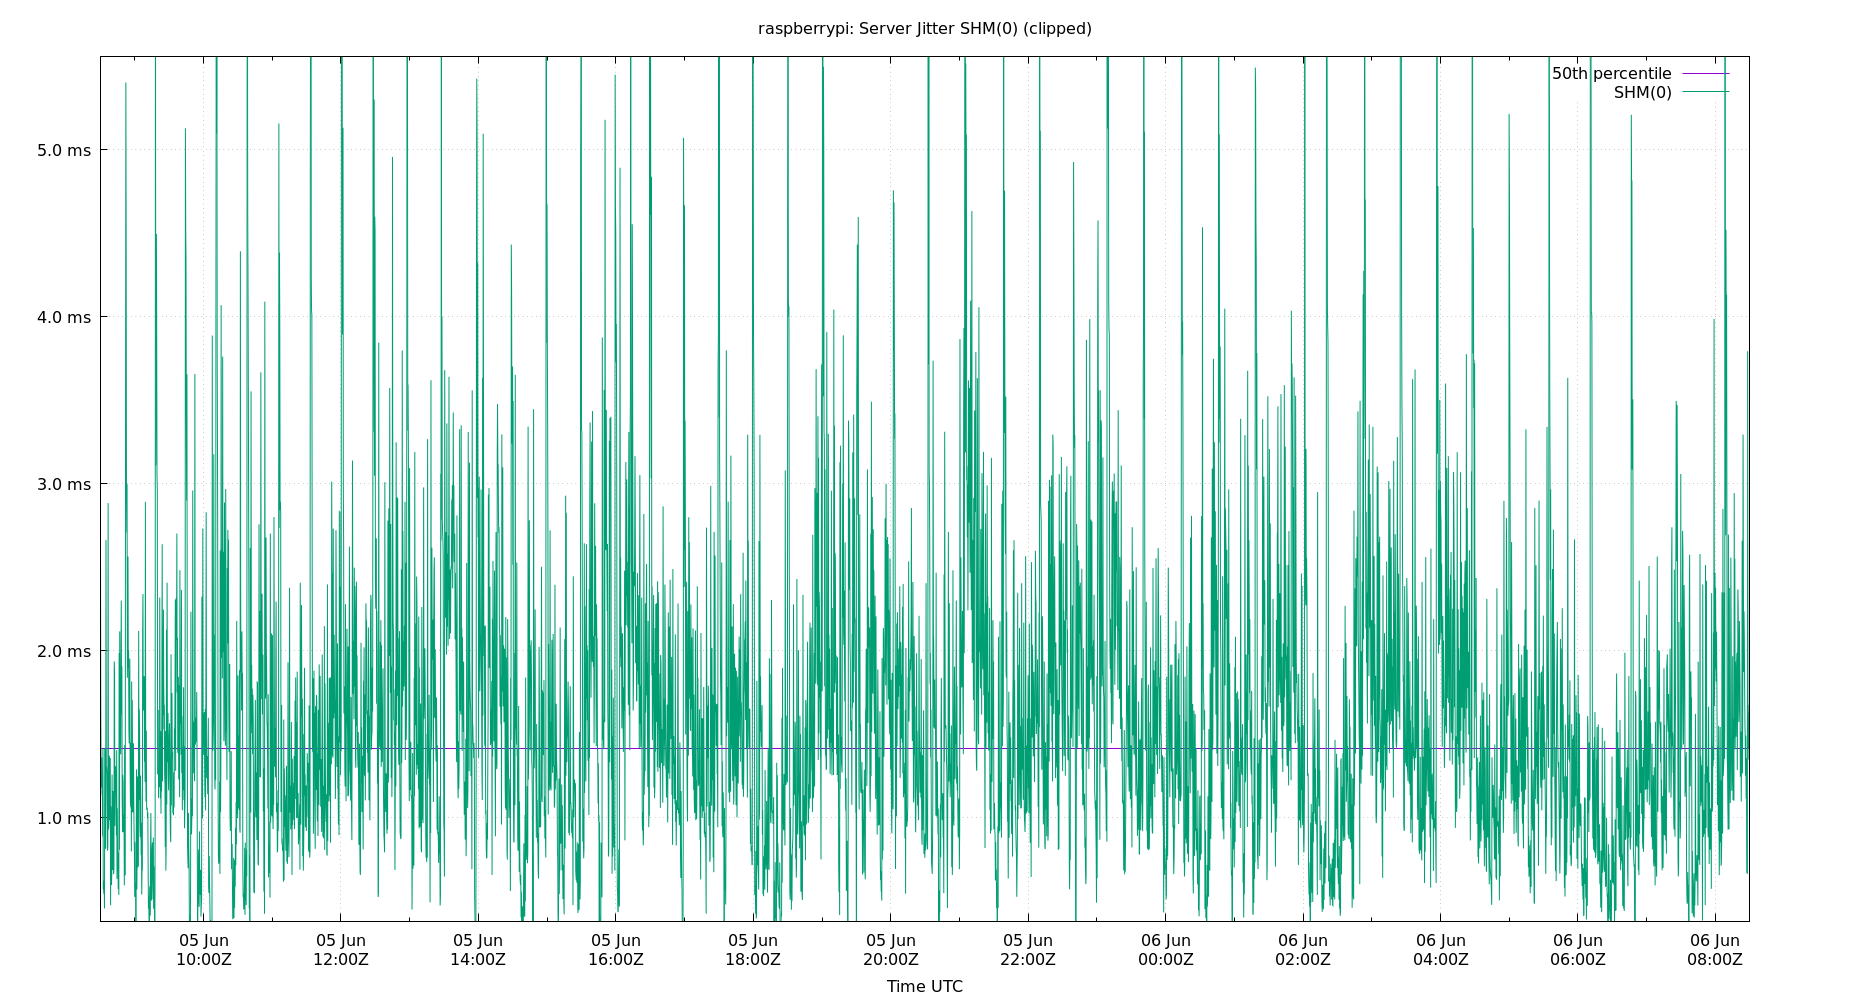 raspberrypi: Server Jitter SHM(0) (clipped)
50th percentile
SHM(0)
5.0 ms
4.0 ms
3.0 ms
2.0 ms
1.0 ms
05 Jun 05 Jun 05 Jun 05 Jun 05 Jun 05 Jun 05 Jun 06 Jun 06 Jun 06 Jun 06 Jun 06 Jun
10:00Z 12:00Z 14:00Z 16:00Z 18:00Z 20:00Z 22:00Z 00:00Z 02:00Z 04:00Z 06:00Z 08:00Z
Time UTC